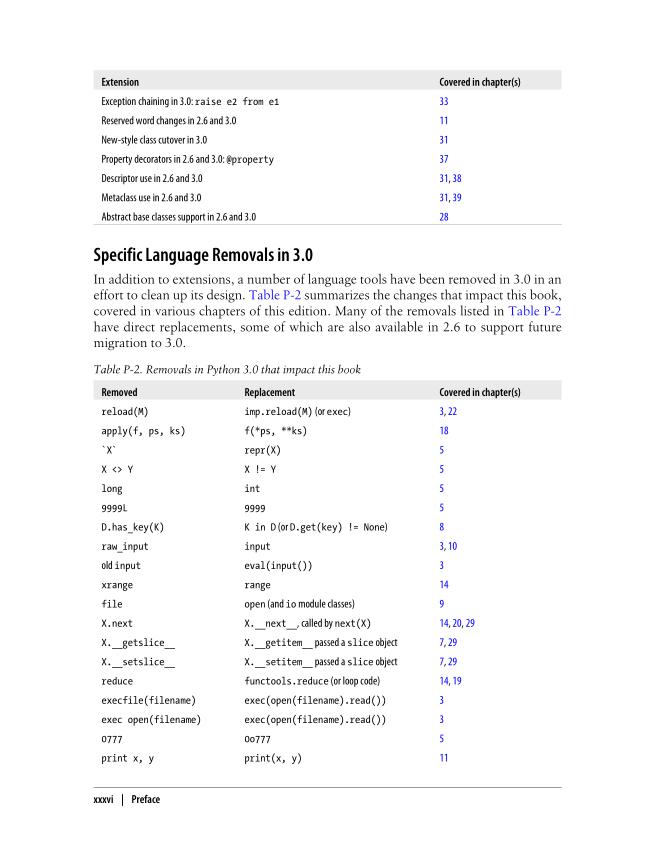 Extension Covered in chapter(s)
Exception chaining in 3.0: raise e2 from e1 33
Reserved word changes in 2.6 and 3.0 11
New-style class cutover in 3.0 31
Property decorators in 2.6 and 3.0: @property 37
Descriptor use in 2.6 and 3.0 31, 38
Metaclass use in 2.6 and 3.0 31, 39
Abstract base classes support in 2.6 and 3.0 28
Specific Language Removals in 3.0
In addition to extensions, a number of language tools have been removed in 3.0 in an
effort to clean up its design. Table P-2 summarizes the changes that impact this book,
covered in various chapters of this edition. Many of the removals listed in Table P-2
have direct replacements, some of which are also available in 2.6 to support future
migration to 3.0.
Table P-2. Removals in Python 3.0 that impact this book
Removed Replacement Covered in chapter(s)
reload(M) imp.reload(M) (or exec) 3, 22
apply(f, ps, ks) f(*ps, **ks) 18
`X` repr(X) 5
X <> Y X != Y 5
long int 5
9999L 9999 5
D.has_key(K) K in D (or D.get(key) != None) 8
raw_input input 3, 10
old input eval(input()) 3
xrange range 14
file open (and io module classes) 9
X.next X.__next__, called by next(X) 14, 20, 29
X.__getslice__ X.__getitem__ passed a slice object 7, 29
X.__setslice__ X.__setitem__ passed a slice object 7, 29
reduce functools.reduce (or loop code) 14, 19
execfile(filename) exec(open(filename).read()) 3
exec open(filename) exec(open(filename).read()) 3
0777 0o777 5
print x, y print(x, y) 11
xxxvi | Preface